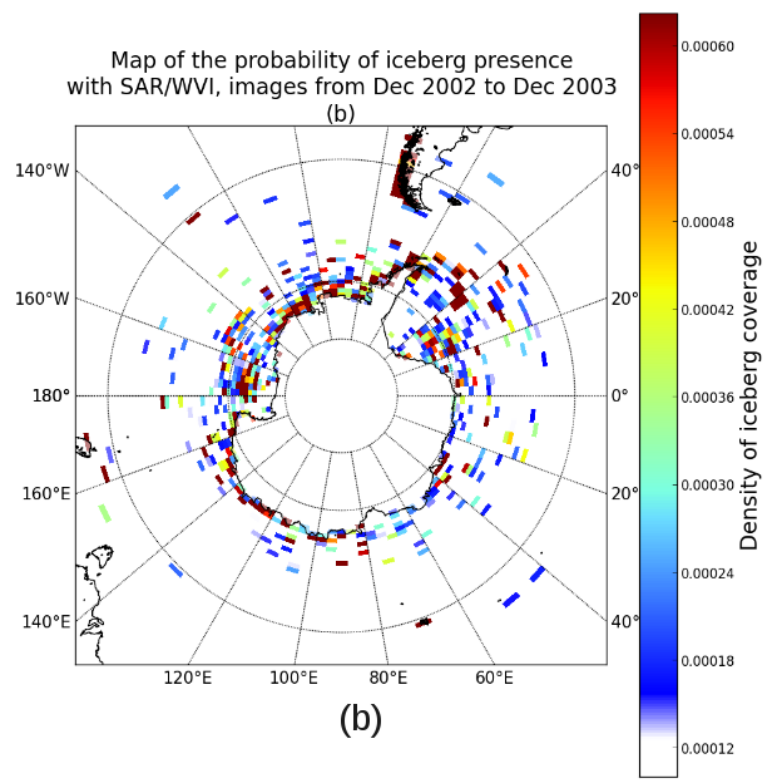 Map of the probability of iceberg presence
with SAR/WVI, images from Dec 2002 to Dec 2003
(b)
140°W
160°W
180°
160°E
140°E
120°E
100°E
80°E
60°E
40°
20°
0°
20°
40°
0.00060
0.00054
0.00048
0.00042
0.00036
0.00030
0.00024
0.00018
0.00012
Density of iceberg coverage
(b)